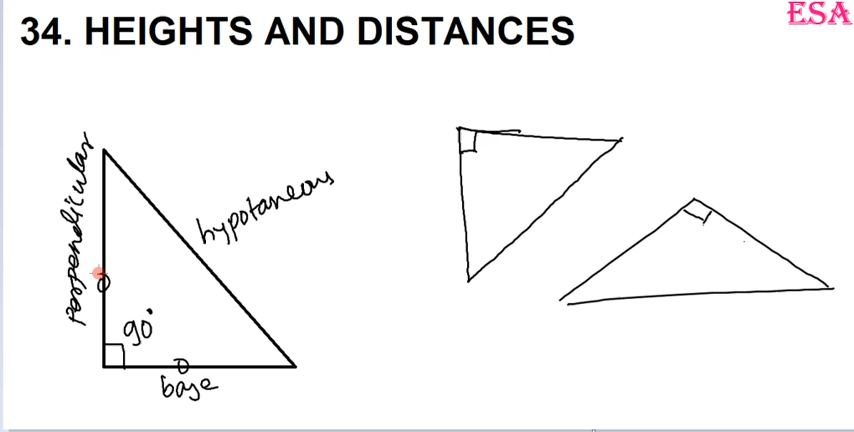 ESA
34. HEIGHTS AND DISTANCES
perpendicular
hypotaneous
90°
base